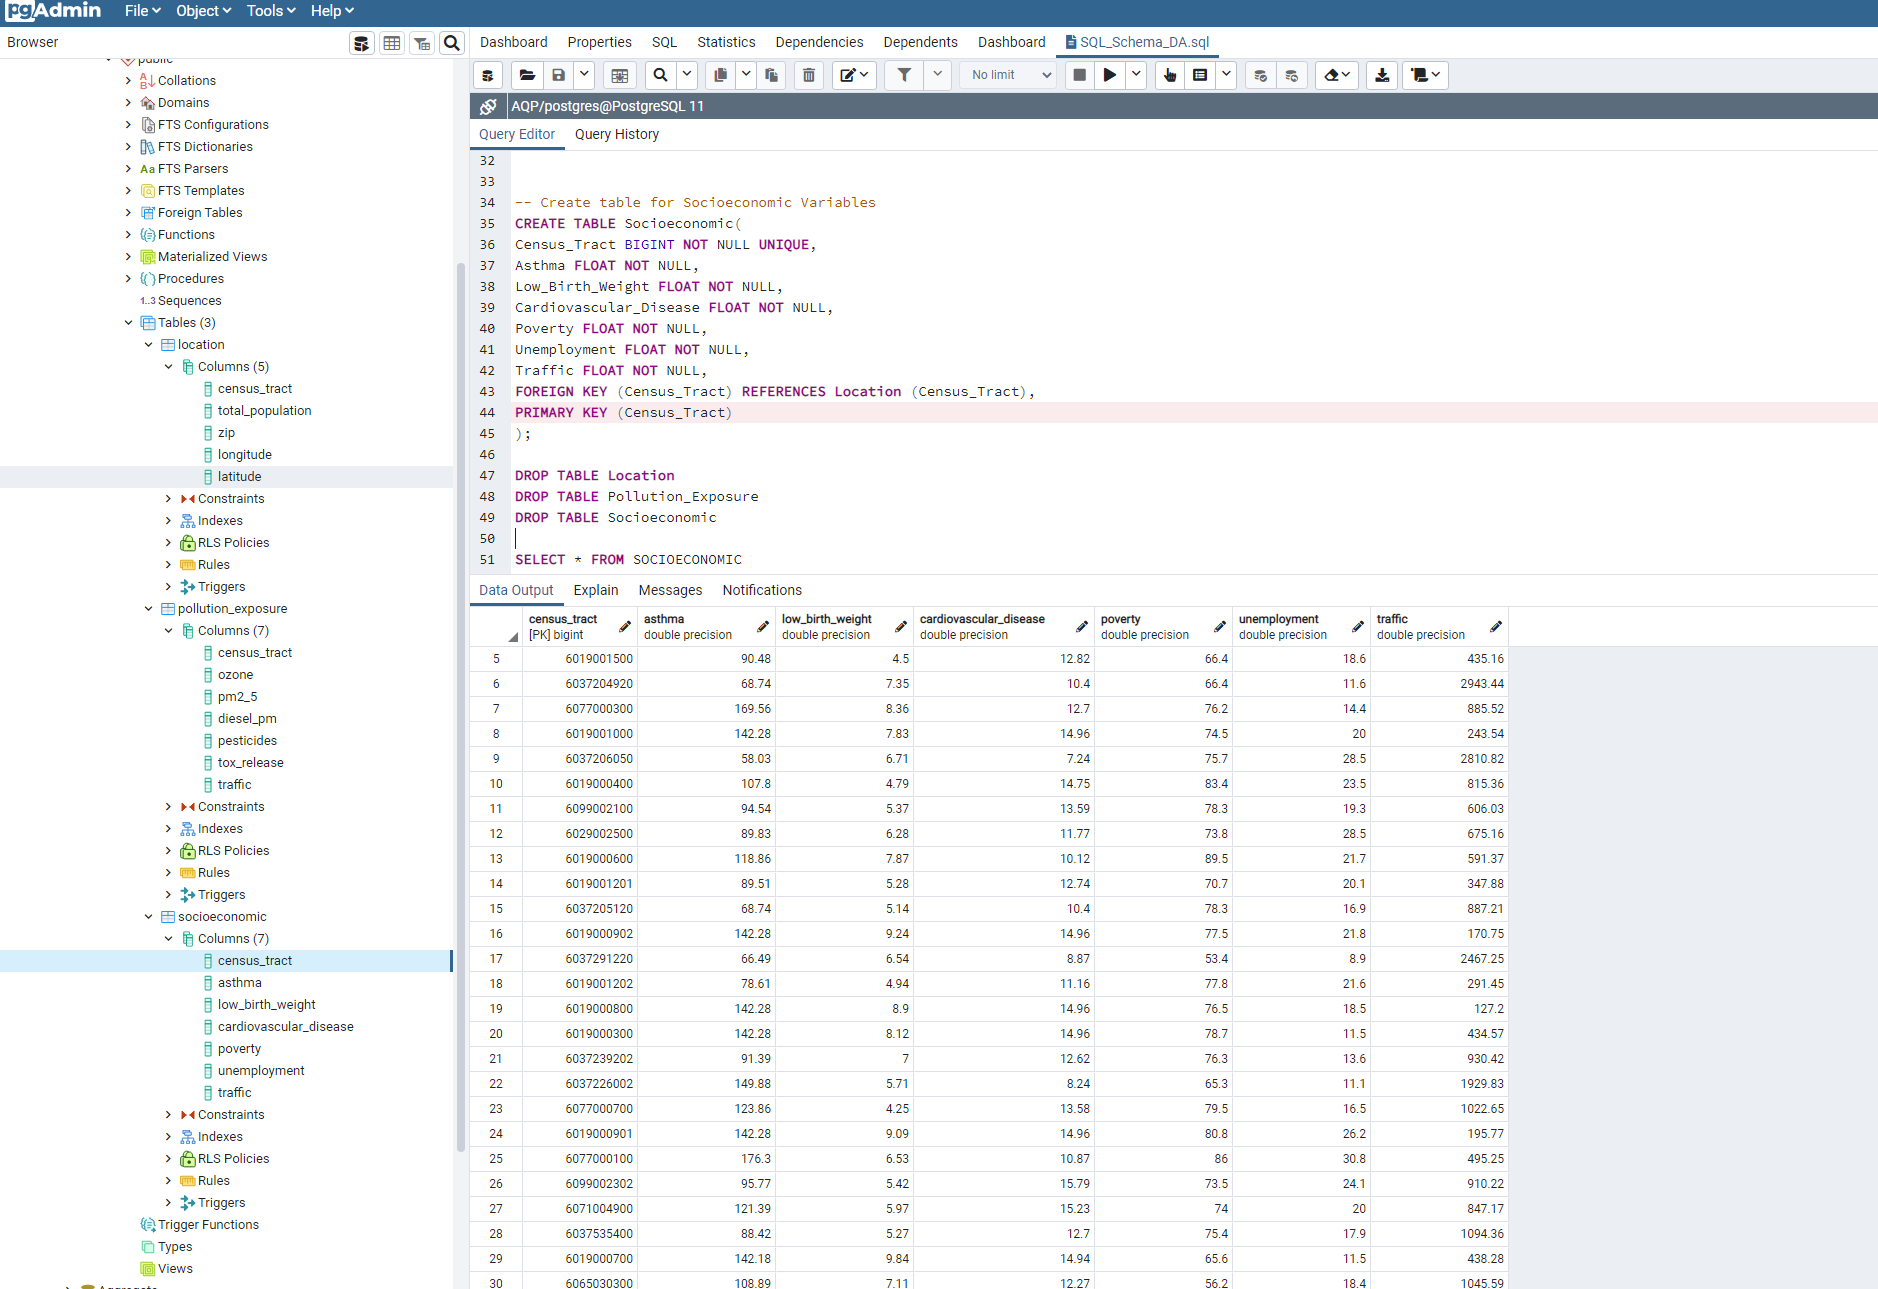 pgAdmin File Object Tools Help
Browser
Dashboard Properties SQL Statistics Dependencies Dependents Dashboard SQL_Schema_DA.sql
No limit
AQP/postgres@PostgreSQL 11
Query Editor Query History
public
Collations
Domains
FTS Configurations
FTS Dictionaries
Aa FTS Parsers
FTS Templates
Foreign Tables
Functions
Materialized Views
Procedures
1..3 Sequences
Tables (3)
location
Columns (5)
census_tract
total_population
zip
longitude
latitude
Constraints
Indexes
RLS Policies
Rules
Triggers
pollution_exposure
Columns (7)
census_tract
ozone
pm2_5
diesel_pm
pesticides
tox_release
traffic
Constraints
Indexes
RLS Policies
Rules
Triggers
socioeconomic
Columns (7)
census_tract
asthma
low_birth_weight
cardiovascular_disease
poverty
unemployment
traffic
Constraints
Indexes
RLS Policies
Rules
Triggers
Trigger Functions
Types
Views
32
33
34 -- Create table for Socioeconomic Variables
35 CREATE TABLE Socioeconomic(
36 Census_Tract BIGINT NOT NULL UNIQUE,
37 Asthma FLOAT NOT NULL,
38 Low_Birth_Weight FLOAT NOT NULL,
39 Cardiovascular_Disease FLOAT NOT NULL,
40 Poverty FLOAT NOT NULL,
41 Unemployment FLOAT NOT NULL,
42 Traffic FLOAT NOT NULL,
43 FOREIGN KEY (Census_Tract) REFERENCES Location (Census_Tract),
44 PRIMARY KEY (Census_Tract)
45 );
46
47 DROP TABLE Location
48 DROP TABLE Pollution_Exposure
49 DROP TABLE Socioeconomic
50
51 SELECT * FROM SOCIOECONOMIC
Data Output Explain Messages Notifications
census_tract asthma low_birth_weight cardiovascular_disease poverty unemployment traffic
[PK] bigint double precision double precision double precision double precision double precision double precision
5 6019001500 90.48 4.5 12.82 66.4 18.6 435.16
6 6037204920 68.74 7.35 10.4 66.4 11.6 2943.44
7 6077000300 169.56 8.36 12.7 76.2 14.4 885.52
8 6019001000 142.28 7.83 14.96 74.5 20 243.54
9 6037206050 58.03 6.71 7.24 75.7 28.5 2810.82
10 6019000400 107.8 4.79 14.75 83.4 23.5 815.36
11 6099002100 94.54 5.37 13.59 78.3 19.3 606.03
12 6029002500 89.83 6.28 11.77 73.8 28.5 675.16
13 6019000600 118.86 7.87 10.12 89.5 21.7 591.37
14 6019001201 89.51 5.28 12.74 70.7 20.1 347.88
15 6037205120 68.74 5.14 10.4 78.3 16.9 887.21
16 6019000902 142.28 9.24 14.96 77.5 21.8 170.75
17 6037291220 66.49 6.54 8.87 53.4 8.9 2467.25
18 6019001202 78.61 4.94 11.16 77.8 21.6 291.45
19 6019000800 142.28 8.9 14.96 76.5 18.5 127.2
20 6019000300 142.28 8.12 14.96 78.7 11.5 434.57
21 6037239202 91.39 7 12.62 76.3 13.6 930.42
22 6037226002 149.88 5.71 8.24 65.3 11.1 1929.83
23 6077000700 123.86 4.25 13.58 79.5 16.5 1022.65
24 6019000901 142.28 9.09 14.96 80.8 26.2 195.77
25 6077000100 176.3 6.53 10.87 86 30.8 495.25
26 6099002302 95.77 5.42 15.79 73.5 24.1 910.22
27 6071004900 121.39 5.97 15.23 74 20 847.17
28 6037535400 88.42 5.27 12.7 75.4 17.9 1094.36
29 6019000700 142.18 9.84 14.94 65.6 11.5 438.28
30 6065030300 108.89 7.11 12.27 56.2 18.4 1045.59